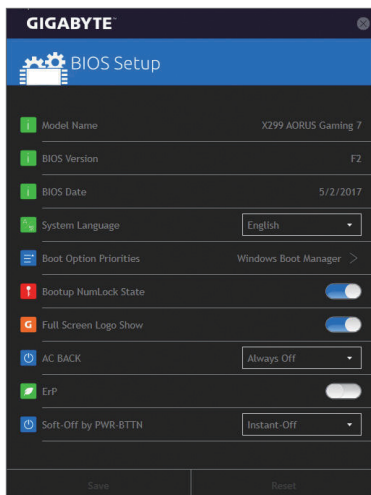 GIGABYTE™
BIOS Setup
Model Name X299 AORUS Gaming 7
BIOS Version F2
BIOS Date 5/2/2017
System Language English
Boot Option Priorities Windows Boot Manager >
Bootup NumLock State
Full Screen Logo Show
AC BACK Always Off
ErP
Soft-Off by PWR-BTTN Instant-Off
Save Reset